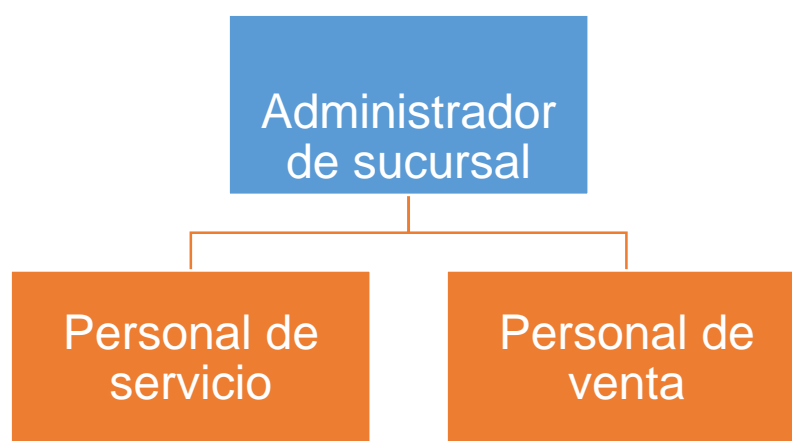 Administrador
de sucursal
Personal de
servicio
Personal de
venta